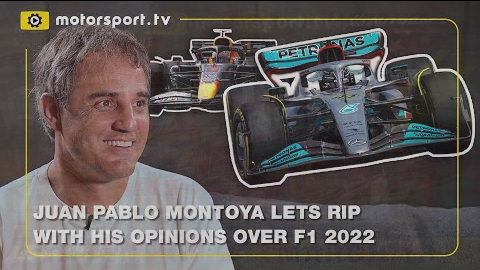 motorsport.tv
PETRONAS
JUAN PABLO MONTOYA LETS RIP
WITH HIS OPINIONS OVER F1 2022